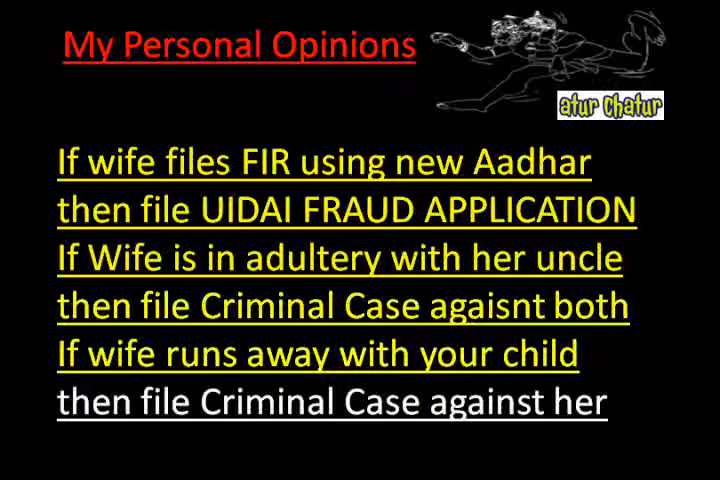 My Personal Opinions
atur Chatur
If wife files FIR using new Aadhar
then file UIDAI FRAUD APPLICATION
If Wife is in adultery with her uncle
then file Criminal Case agaisnt both
If wife runs away with your child
then file Criminal Case against her